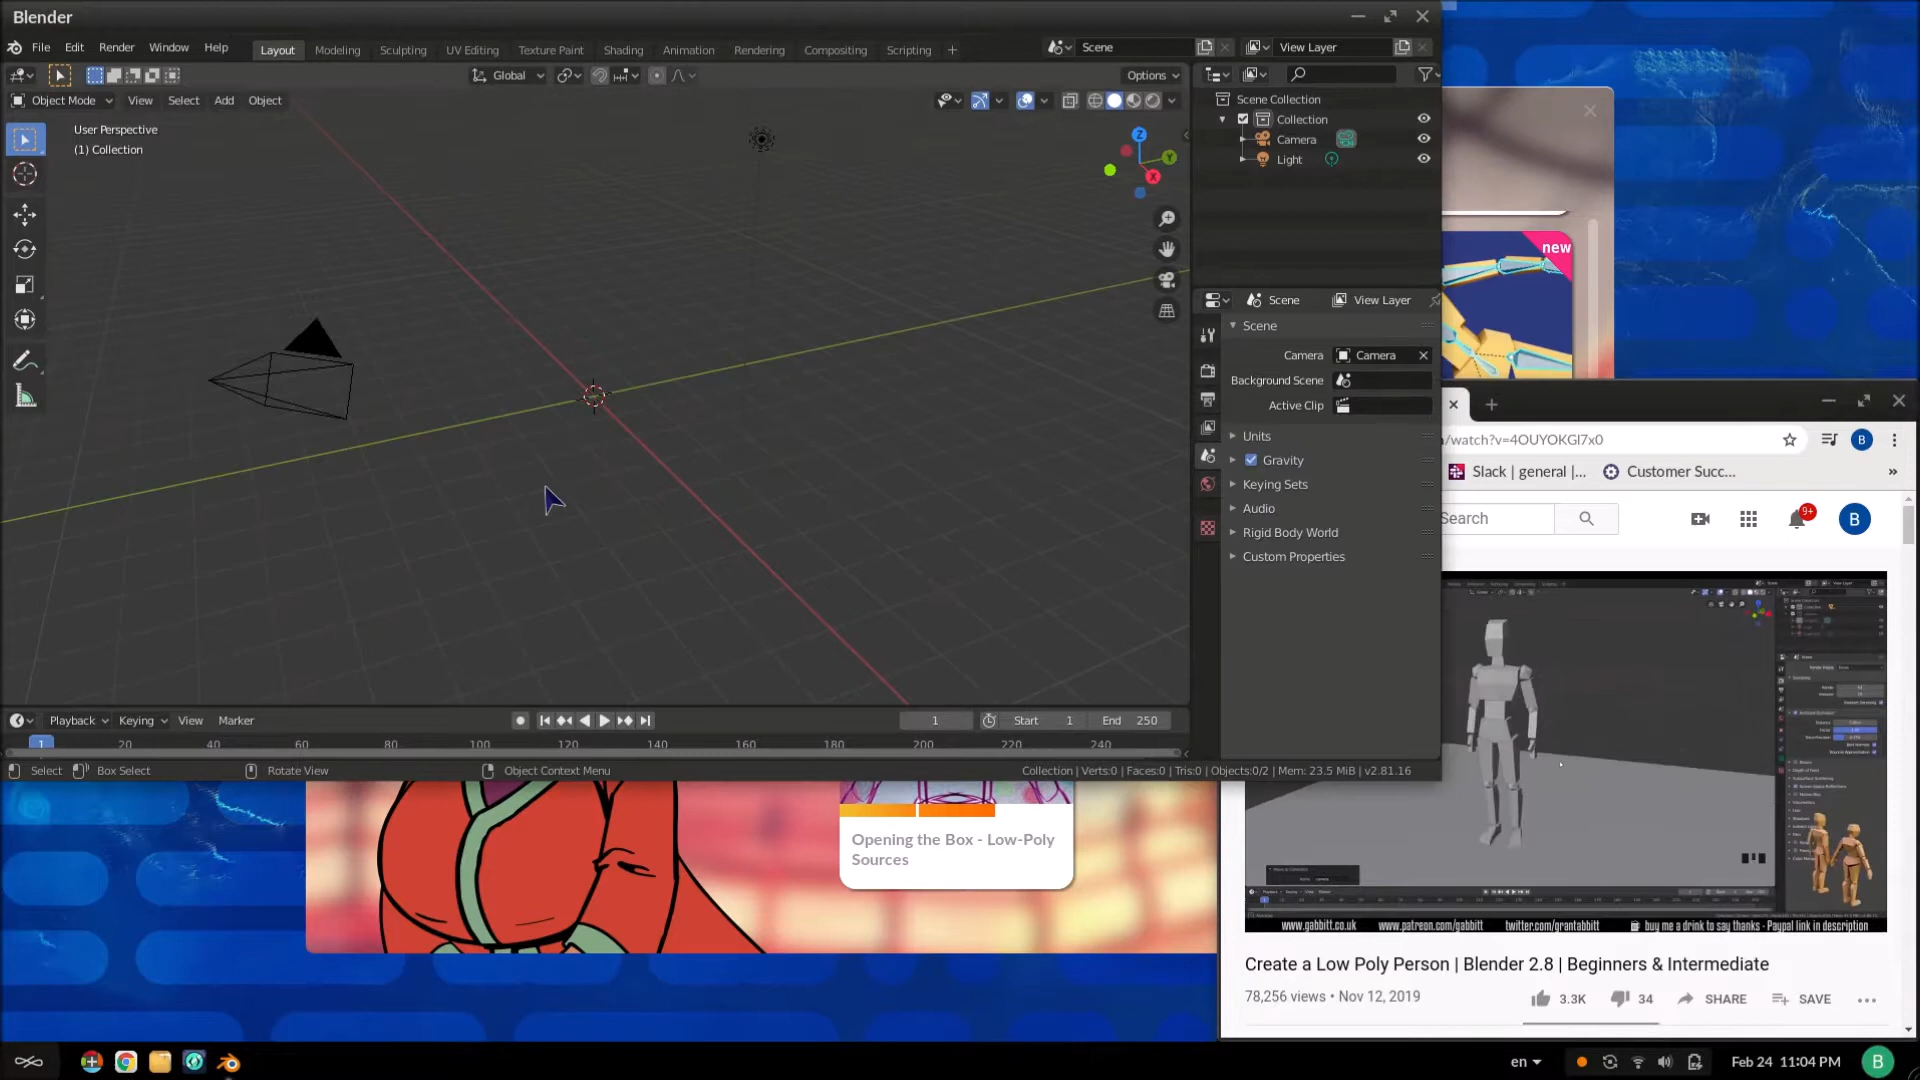 Blender
File Edit Render Window Help
Layout Modeling Sculpting UV Editing Texture Paint Shading Animation Rendering Compositing Scripting +
Scene
View Layer
Global
Options
Object Mode View Select Add Object
User Perspective
(1) Collection
Z
Y
X
Scene Collection
Collection
Camera
Light
Scene View Layer
Scene
Camera Camera
Background Scene
Active Clip
Units
Gravity
Keying Sets
Audio
Rigid Body World
Custom Properties
Playback Keying View Marker
1 Start 1 End 250
1 20 40 60 80 100 120 140 160 180 200 220 240
Select Box Select Rotate View Object Context Menu
Collection | Verts:0 | Faces:0 | Tris:0 | Objects:0/2 | Mem: 23.5 MiB | v2.81.16
new
/watch?v=4OUYOKGl7x0
B
Slack | general |...
Customer Succ...
»
Search
9+
B
www.gabbitt.co.uk www.patreon.com/gabbitt twitter.com/grantabbitt buy me a drink to say thanks - Paypal link in description
Create a Low Poly Person | Blender 2.8 | Beginners & Intermediate
78,256 views • Nov 12, 2019
3.3K 34 SHARE SAVE
Opening the Box - Low-Poly
Sources
en
Feb 24 11:04 PM
B